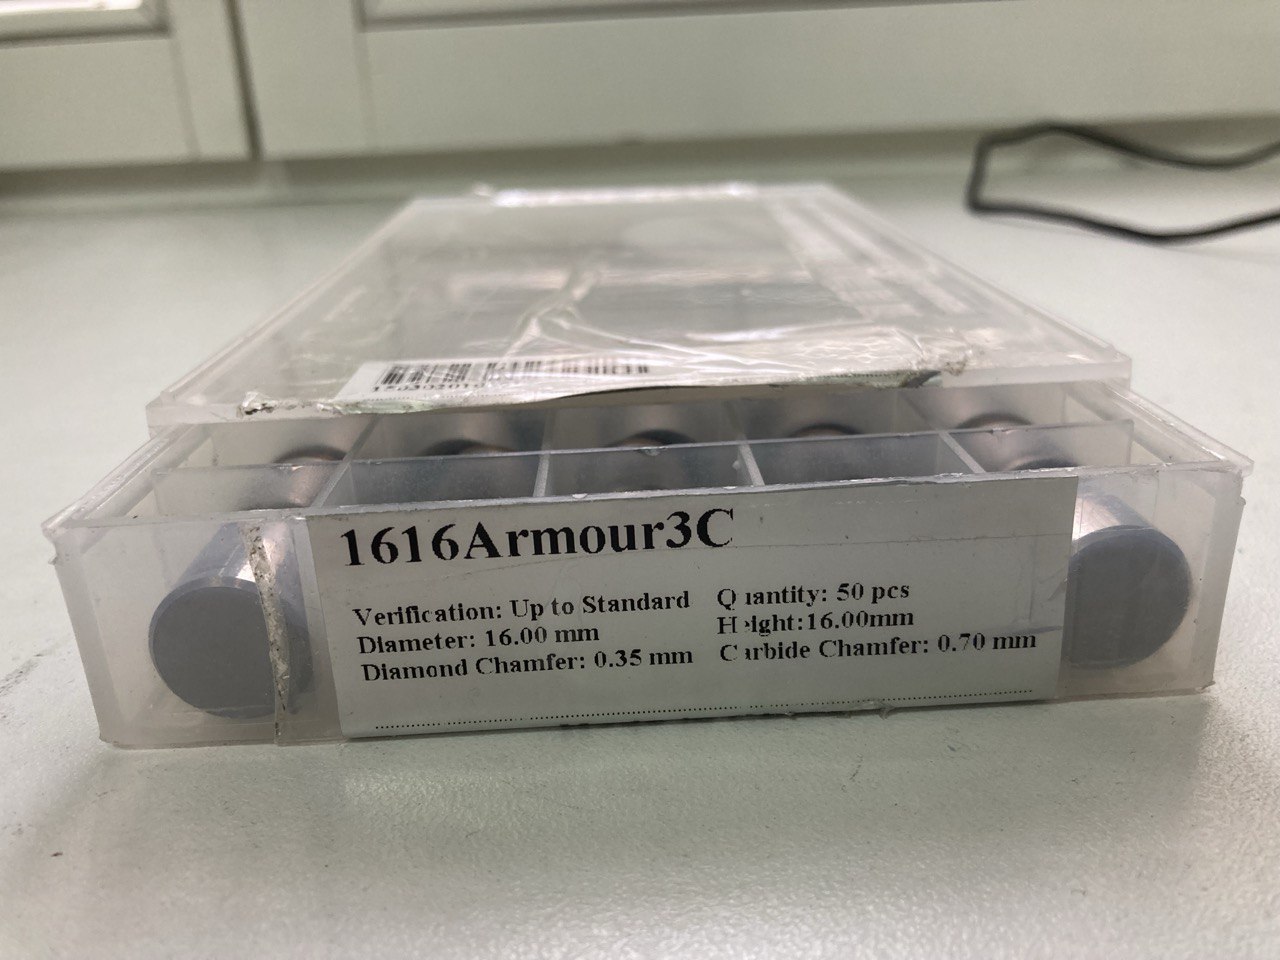 1616Armour3C
Verification: Up to Standard
Quantity: 50 pcs
Diameter: 16.00 mm
Height:16.00mm
Diamond Chamfer: 0.35 mm
Carbide Chamfer: 0.70 mm